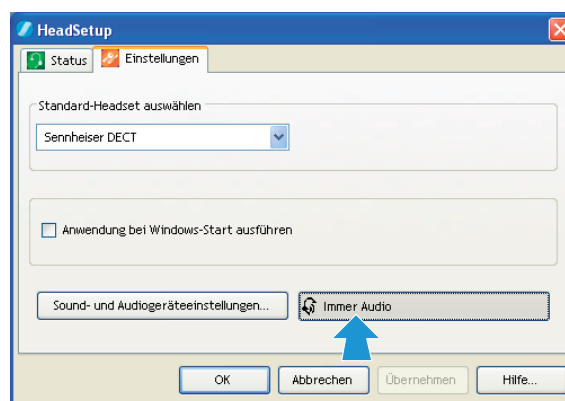 HeadSetup
Status Einstellungen
Standard-Headset auswählen
Sennheiser DECT
Anwendung bei Windows-Start ausführen
Sound- und Audiogeräteeinstellungen... Immer Audio
OK Abbrechen Übernehmen Hilfe...